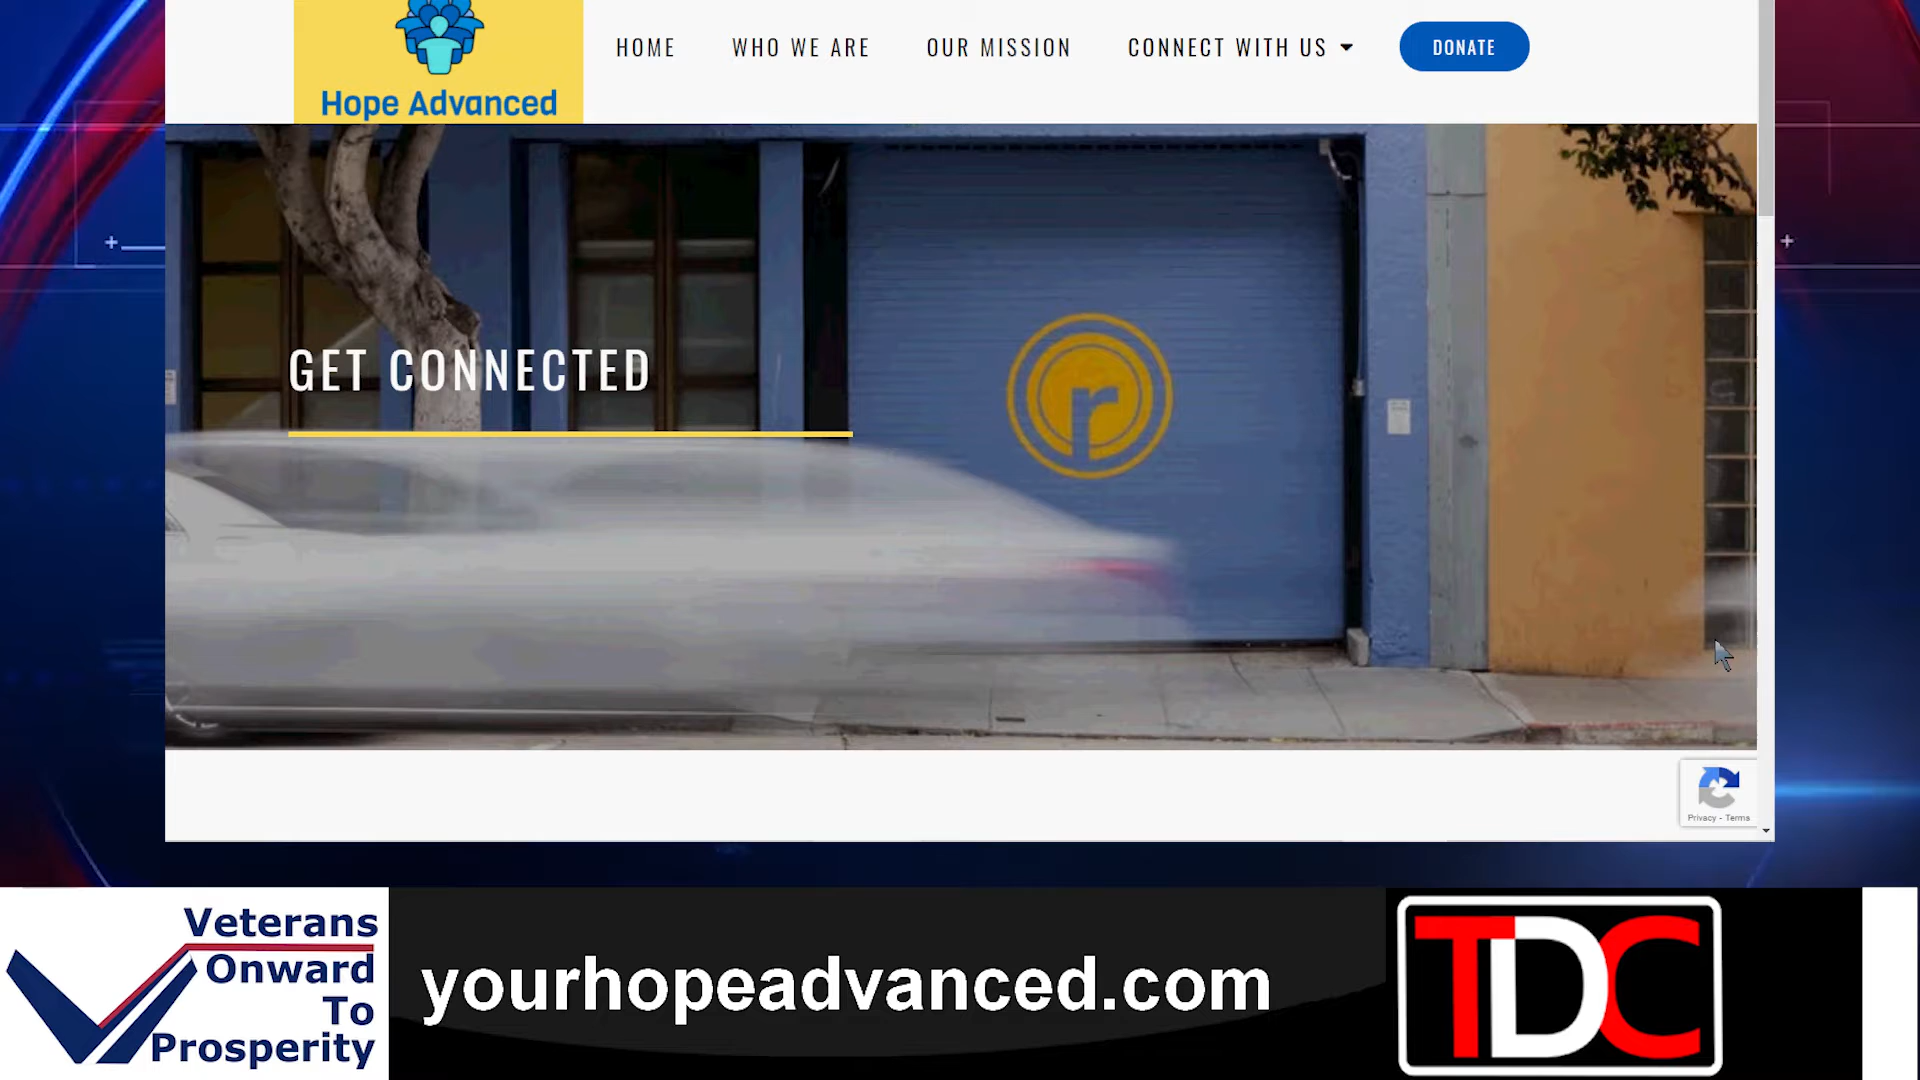 Hope Advanced
HOME
WHO WE ARE
OUR MISSION
CONNECT WITH US
DONATE
GET CONNECTED
r
Privacy - Terms
Veterans
Onward
To
Prosperity
yourhopeadvanced.com
TDC